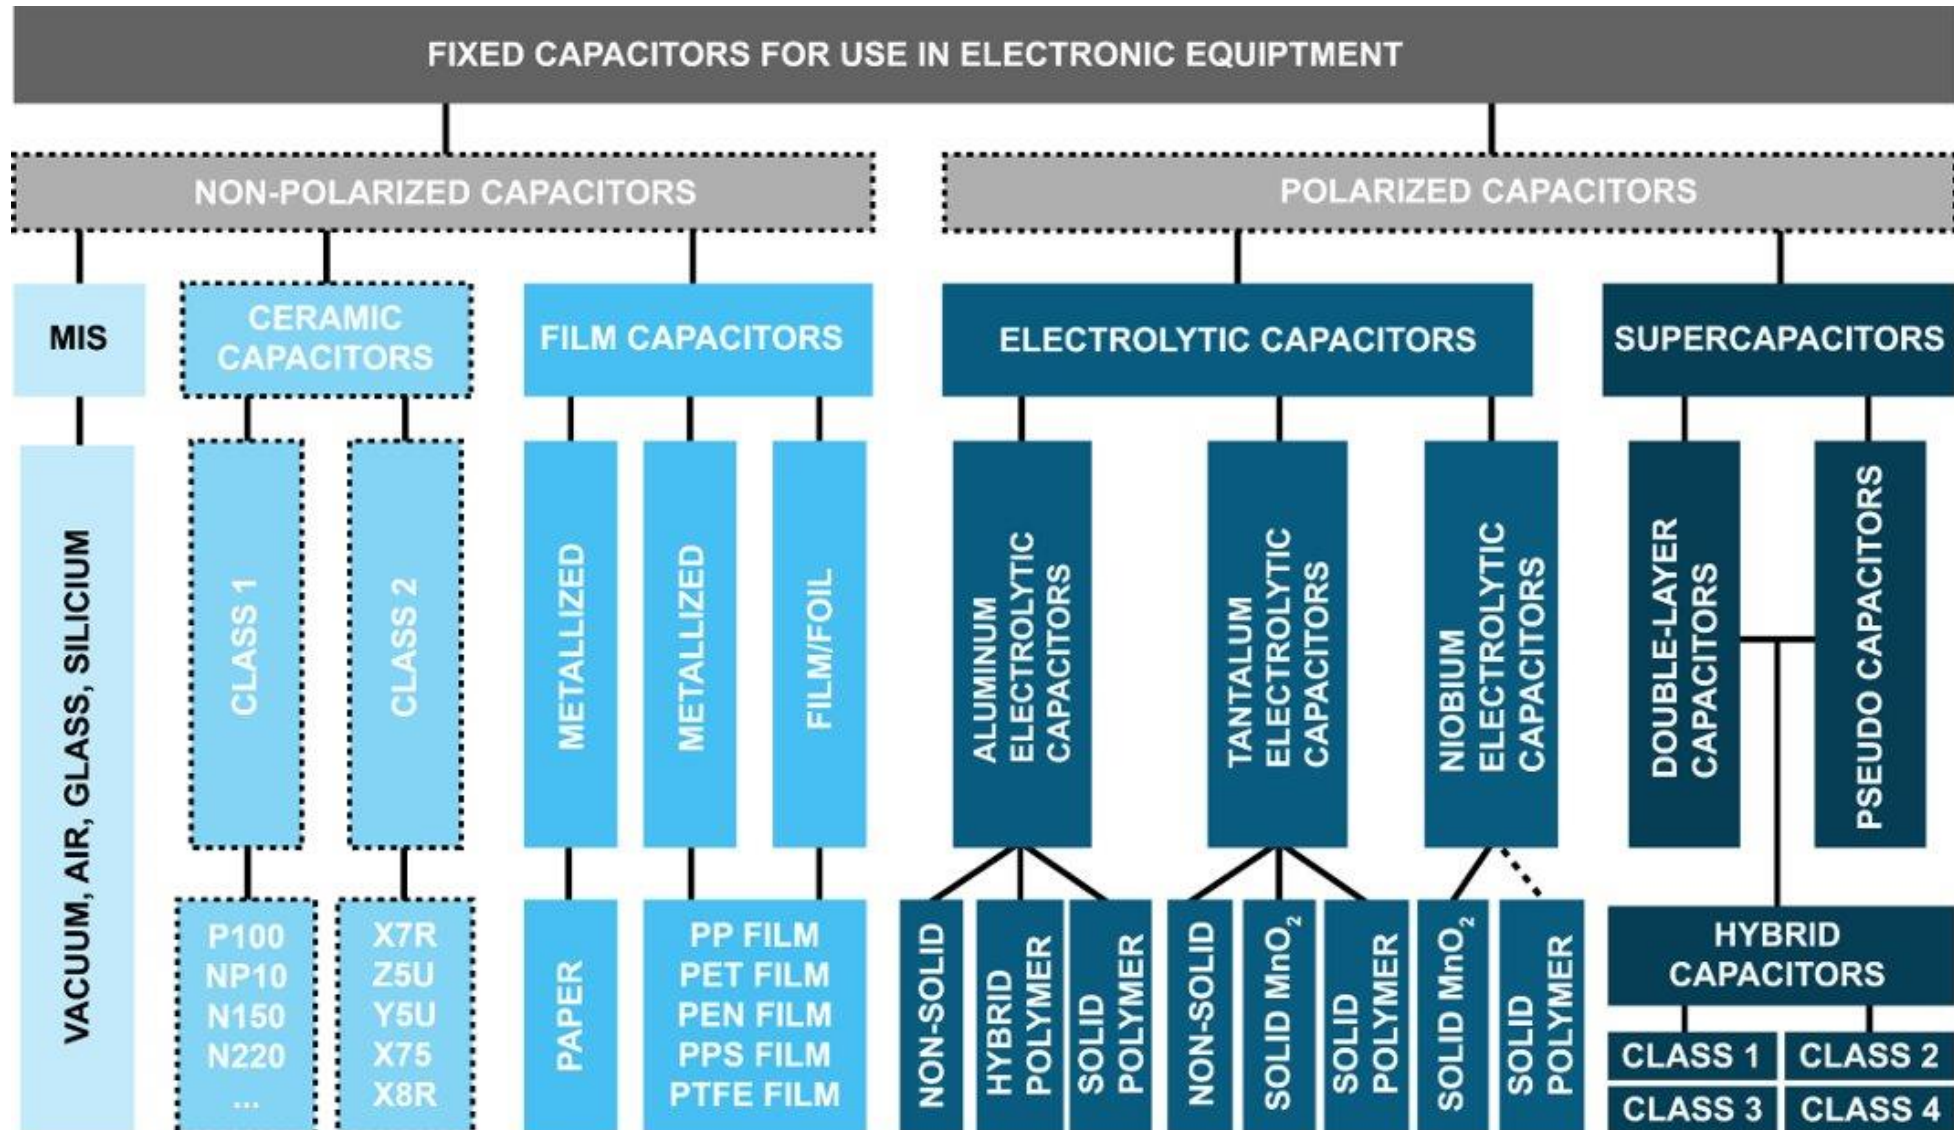 FIXED CAPACITORS FOR USE IN ELECTRONIC EQUIPTMENT
NON-POLARIZED CAPACITORS
POLARIZED CAPACITORS
MIS
CERAMIC
CAPACITORS
FILM CAPACITORS
ELECTROLYTIC CAPACITORS
SUPERCAPACITORS
VACUUM, AIR, GLASS, SILICIUM
CLASS 1
CLASS 2
METALLIZED
METALLIZED
FILM/FOIL
ALUMINUM
ELECTROLYTIC
CAPACITORS
TANTALUM
ELECTROLYTIC
CAPACITORS
NIOBIUM
ELECTROLYTIC
CAPACITORS
DOUBLE-LAYER
CAPACITORS
PSEUDO CAPACITORS
P100
NP10
N150
N220
...
X7R
Z5U
Y5U
X75
X8R
PAPER
PP FILM
PET FILM
PEN FILM
PPS FILM
PTFE FILM
NON-SOLID
HYBRID
POLYMER
SOLID
POLYMER
NON-SOLID
SOLID MnO₂
SOLID
POLYMER
SOLID MnO₂
SOLID
POLYMER
HYBRID
CAPACITORS
CLASS 1
CLASS 2
CLASS 3
CLASS 4